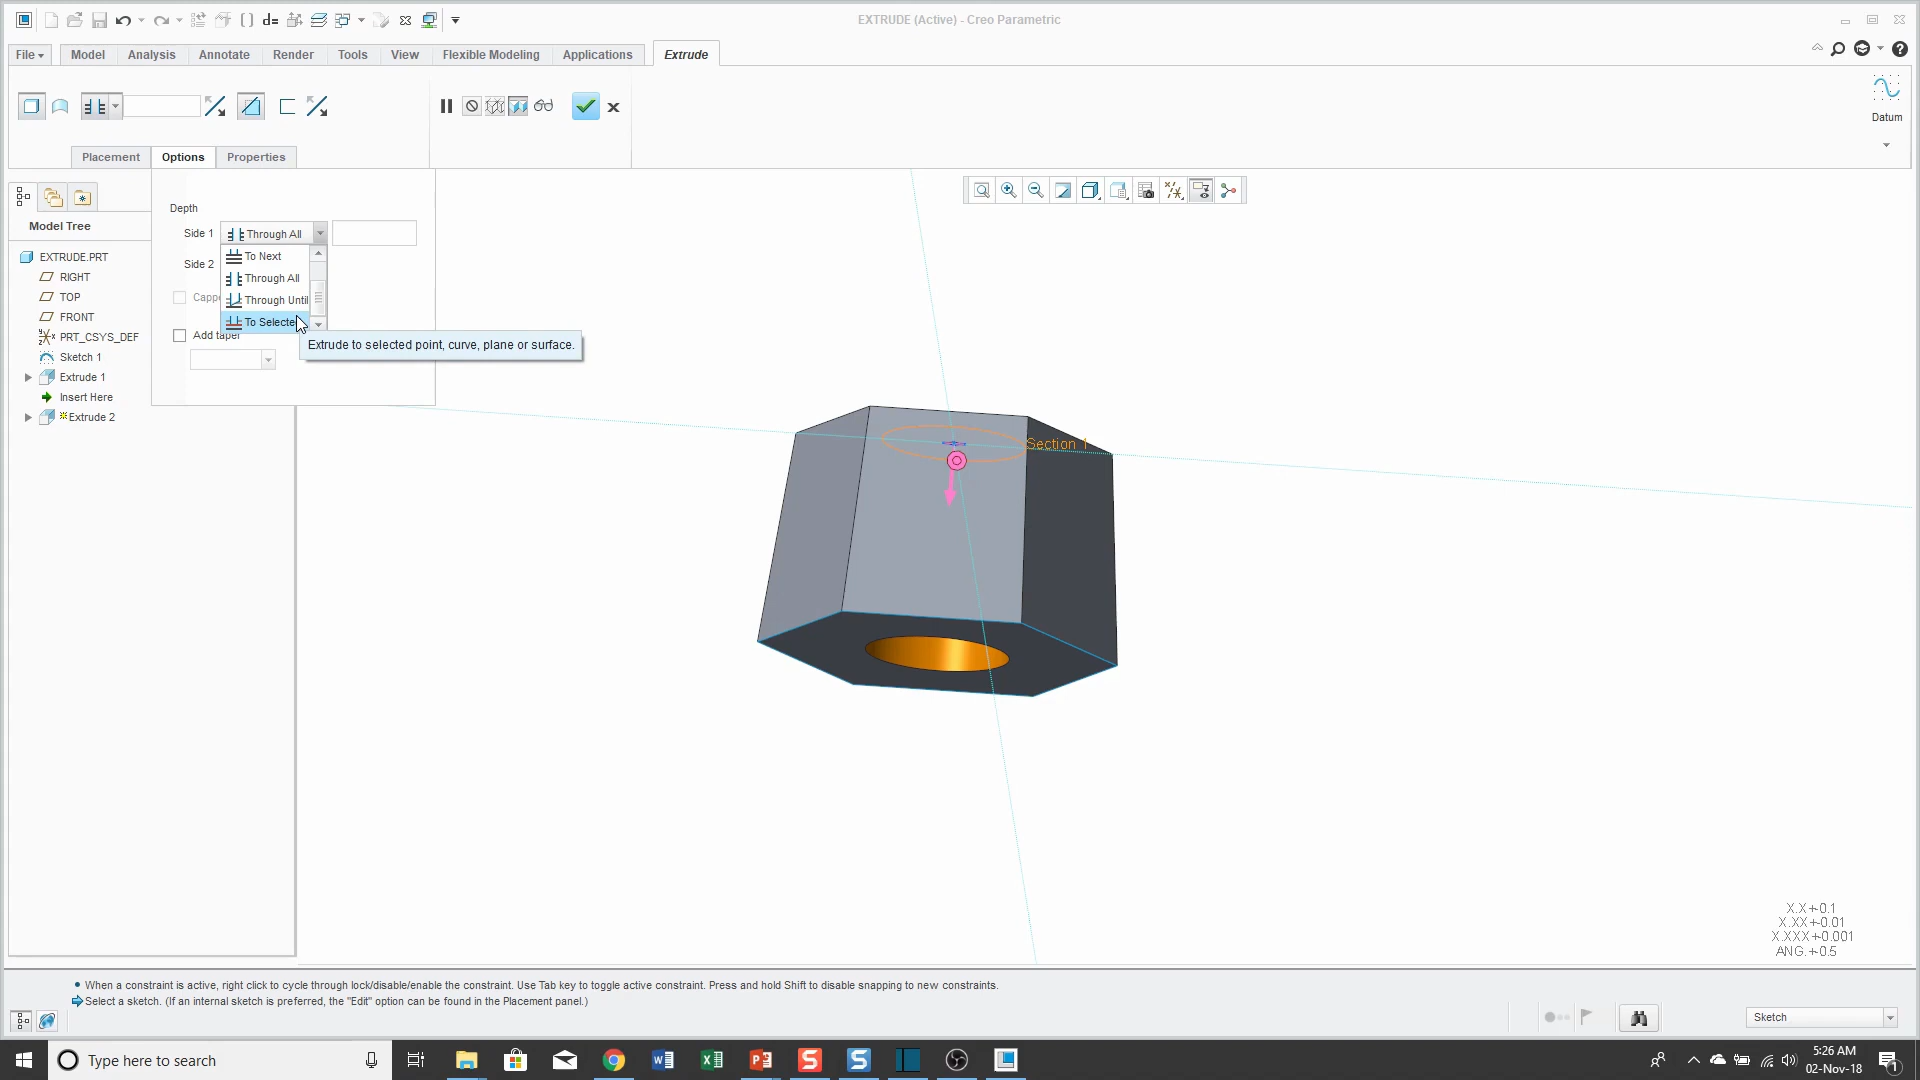 EXTRUDE (Active) - Creo Parametric
File Model Analysis Annotate Render Tools View Flexible Modeling Applications Extrude
d=
Datum
Placement Options Properties
Depth
Side 1 Through All
To Next
Side 2
Through All
Through Until
To Selecte
Add taper
Extrude to selected point, curve, plane or surface.
Model Tree
EXTRUDE.PRT
RIGHT
TOP
FRONT
PRT_CSYS_DEF
Sketch 1
Extrude 1
Insert Here
Extrude 2
Section 1
X.X+-0.1
X.XX+-0.01
X.XXX+-0.001
ANG.+-0.5
When a constraint is active, right click to cycle through lock/disable/enable the constraint. Use Tab key to toggle active constraint. Press and hold Shift to disable snapping to new constraints.
Select a sketch. (If an internal sketch is preferred, the "Edit" option can be found in the Placement panel.)
Sketch
Type here to search
5:26 AM
02-Nov-18